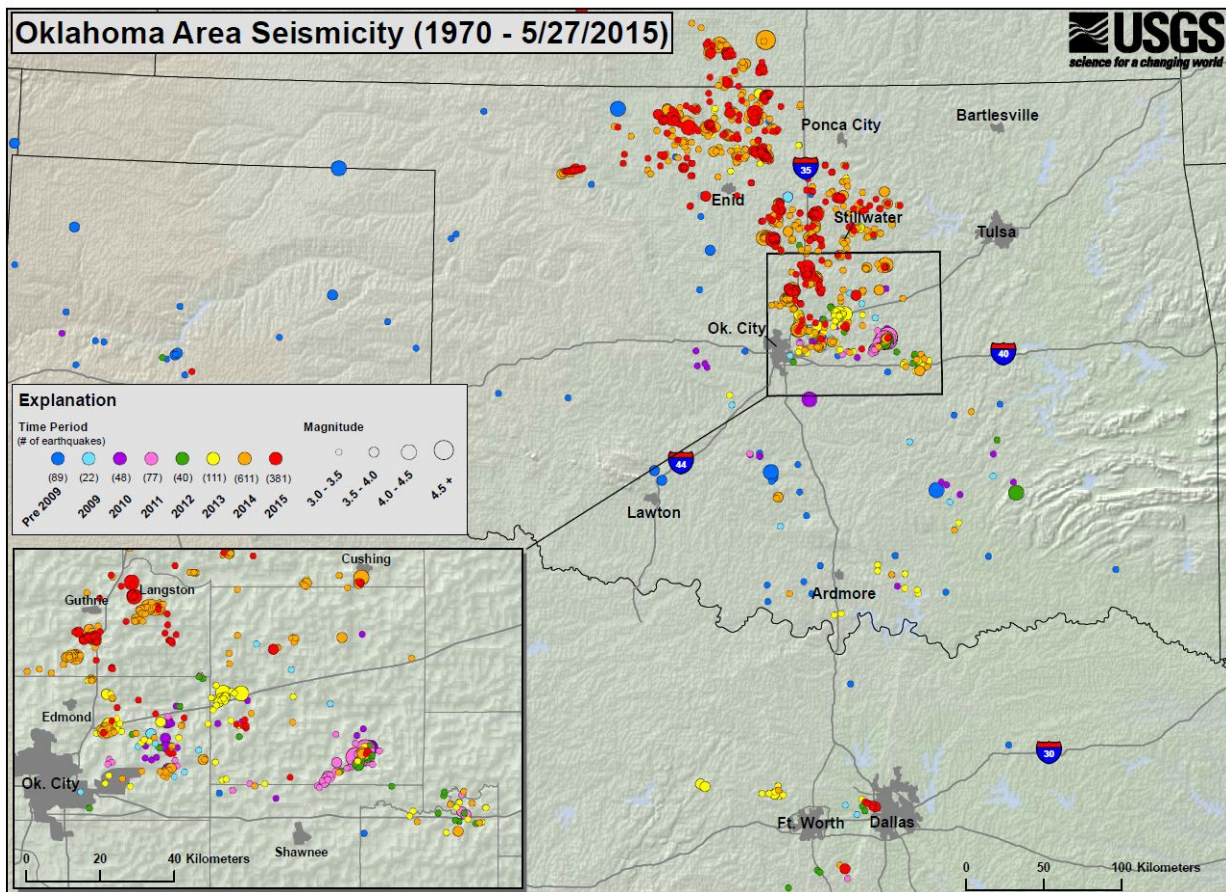 Oklahoma Area Seismicity (1970 - 5/27/2015)
USGS
science for a changing world
Bartlesville
Ponca City
35
Enid
Stillwater
Tulsa
Ok. City
40
44
Lawton
Ardmore
30
Ft. Worth
Dallas
Explanation
Time Period
(# of earthquakes)
Magnitude
(89) (22) (48) (77) (40) (111) (611) (381)
Pre 2009 2009 2010 2011 2012 2013 2014 2015
3.0 - 3.5 3.5 - 4.0 4.0 - 4.5 4.5 +
Cushing
Langston
Guthrie
Edmond
Ok. City
Shawnee
0 20 40 Kilometers
0 50 100 Kilometers